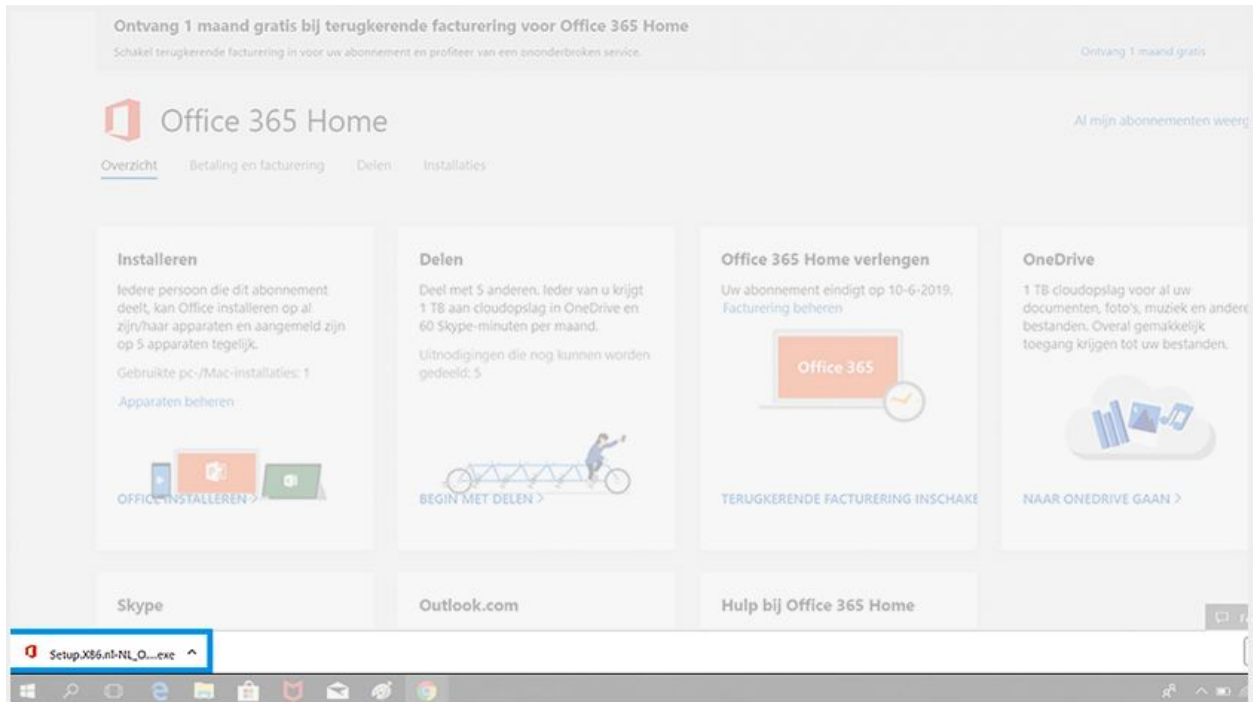 Ontvang 1 maand gratis bij terugkerende facturering voor Office 365 Home
Schakel terugkerende facturering in voor uw abonnement en profiteer van een ononderbroken service.
Ontvang 1 maand gratis
Office 365 Home
Al mijn abonnementen weerg
Overzicht Betaling en facturering Delen Installaties
Installeren
Iedere persoon die dit abonnement
deelt, kan Office installeren op al
zijn/haar apparaten en aangemeld zijn
op 5 apparaten tegelijk.
Gebruikte pc-/Mac-installaties: 1
Apparaten beheren
OFFICE INSTALLEREN >
Delen
Deel met 5 anderen. Ieder van u krijgt
1 TB aan cloudopslag in OneDrive en
60 Skype-minuten per maand.
Uitnodigingen die nog kunnen worden
gedeeld: 5
BEGIN MET DELEN >
Office 365 Home verlengen
Uw abonnement eindigt op 10-6-2019.
Facturering beheren
Office 365
TERUGKERENDE FACTURERING INSCHAKE
OneDrive
1 TB cloudopslag voor al uw
documenten, foto's, muziek en andere
bestanden. Overal gemakkelijk
toegang krijgen tot uw bestanden.
NAAR ONEDRIVE GAAN >
Skype
Outlook.com
Hulp bij Office 365 Home
Setup.X86.nl-NL_O....exe